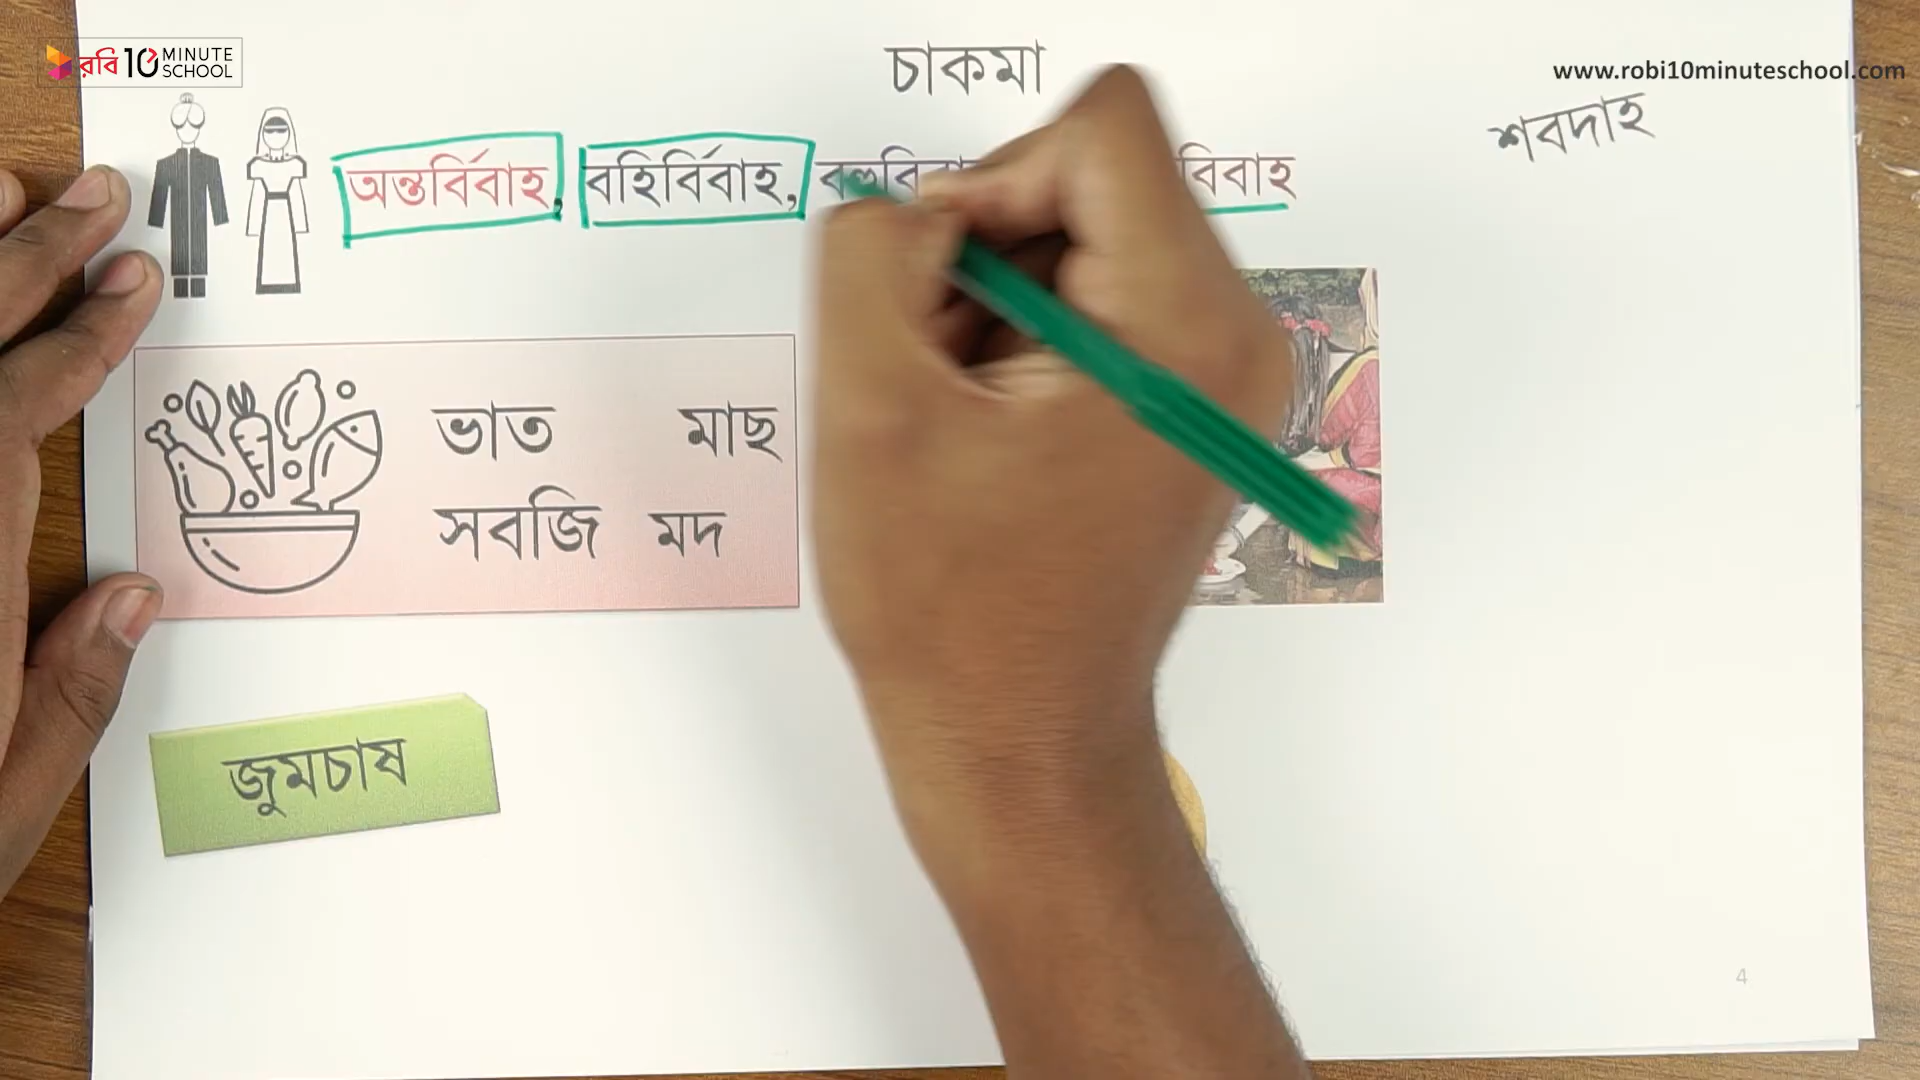 রবি 10 MINUTE SCHOOL
www.robi10minuteschool.com
চাকমা
শবদাহ
অন্তর্বিবাহ, বহির্বিবাহ, বিবাহ
ভাত মাছ
সবজি মদ
জুমচাষ
4